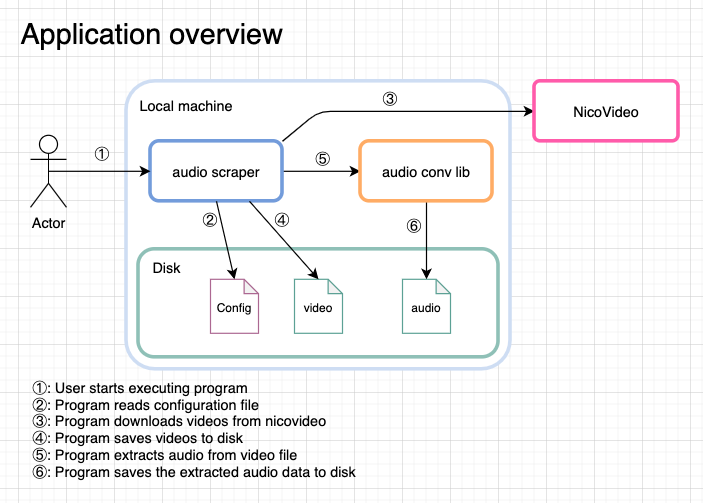 Application overview
Local machine
③
NicoVideo
①
audio scraper
⑤
audio conv lib
Actor
②
④
⑥
Disk
Config
video
audio
①: User starts executing program
②: Program reads configuration file
③: Program downloads videos from nicovideo
④: Program saves videos to disk
⑤: Program extracts audio from video file
⑥: Program saves the extracted audio data to disk